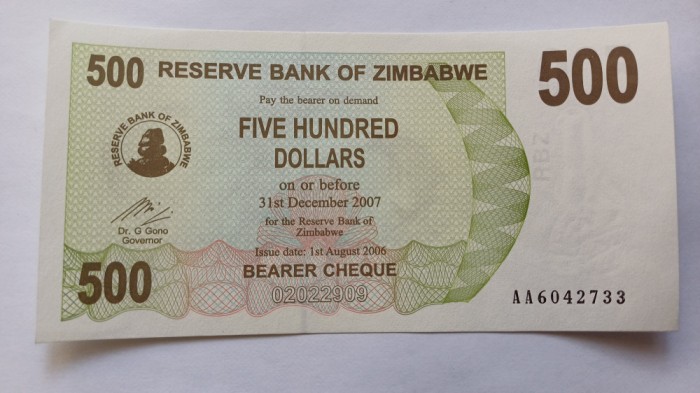 500 RESERVE BANK OF ZIMBABWE 500
Pay the bearer on demand
RESERVE BANK OF ZIMBABWE
FIVE HUNDRED
DOLLARS
on or before
31st December 2007
for the Reserve Bank of
Zimbabwe
Dr. G Gono
Governor
Issue date: 1st August 2006
500 BEARER CHEQUE
02022909
AA6042733
RBZ